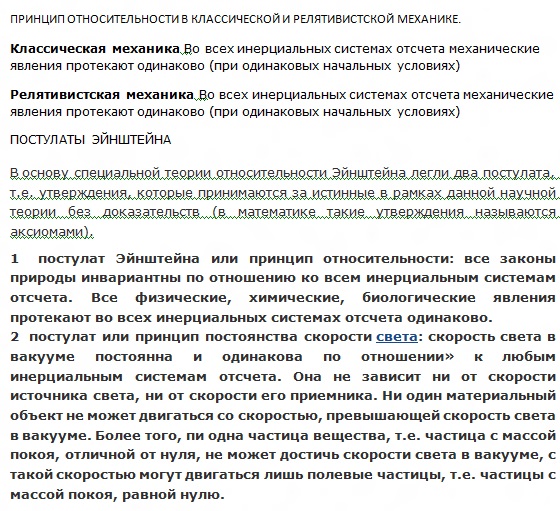 ПРИНЦИП ОТНОСИТЕЛЬНОСТИ В КЛАССИЧЕСКОЙ И РЕЛЯТИВИСТСКОЙ МЕХАНИКЕ.
Классическая механика Во всех инерциальных системах отсчета механические
явления протекают одинаково (при одинаковых начальных условиях)
Релятивистская механика Во всех инерциальных системах отсчета механические
явления протекают одинаково (при одинаковых начальных условиях)
ПОСТУЛАТЫ ЭЙНШТЕЙНА
В основу специальной теории относительности Эйнштейна легли два постулата,
т.е. утверждения, которые принимаются за истинные в рамках данной научной
теории без доказательств (в математике такие утверждения называются
аксиомами).
1 постулат Эйнштейна или принцип относительности: все законы
природы инвариантны по отношению ко всем инерциальным системам
отсчета. Все физические, химические, биологические явления
протекают во всех инерциальных системах отсчета одинаково.
2 постулат или принцип постоянства скорости света: скорость света в
вакууме постоянна и одинакова по отношении» к любым
инерциальным системам отсчета. Она не зависит ни от скорости
источника света, ни от скорости его приемника. Ни один материальный
объект не может двигаться со скоростью, превышающей скорость света
в вакууме. Более того, пи одна частица вещества, т.е. частица с массой
покоя, отличной от нуля, не может достичь скорости света в вакууме, с
такой скоростью могут двигаться лишь полевые частицы, т.е. частицы с
массой покоя, равной нулю.